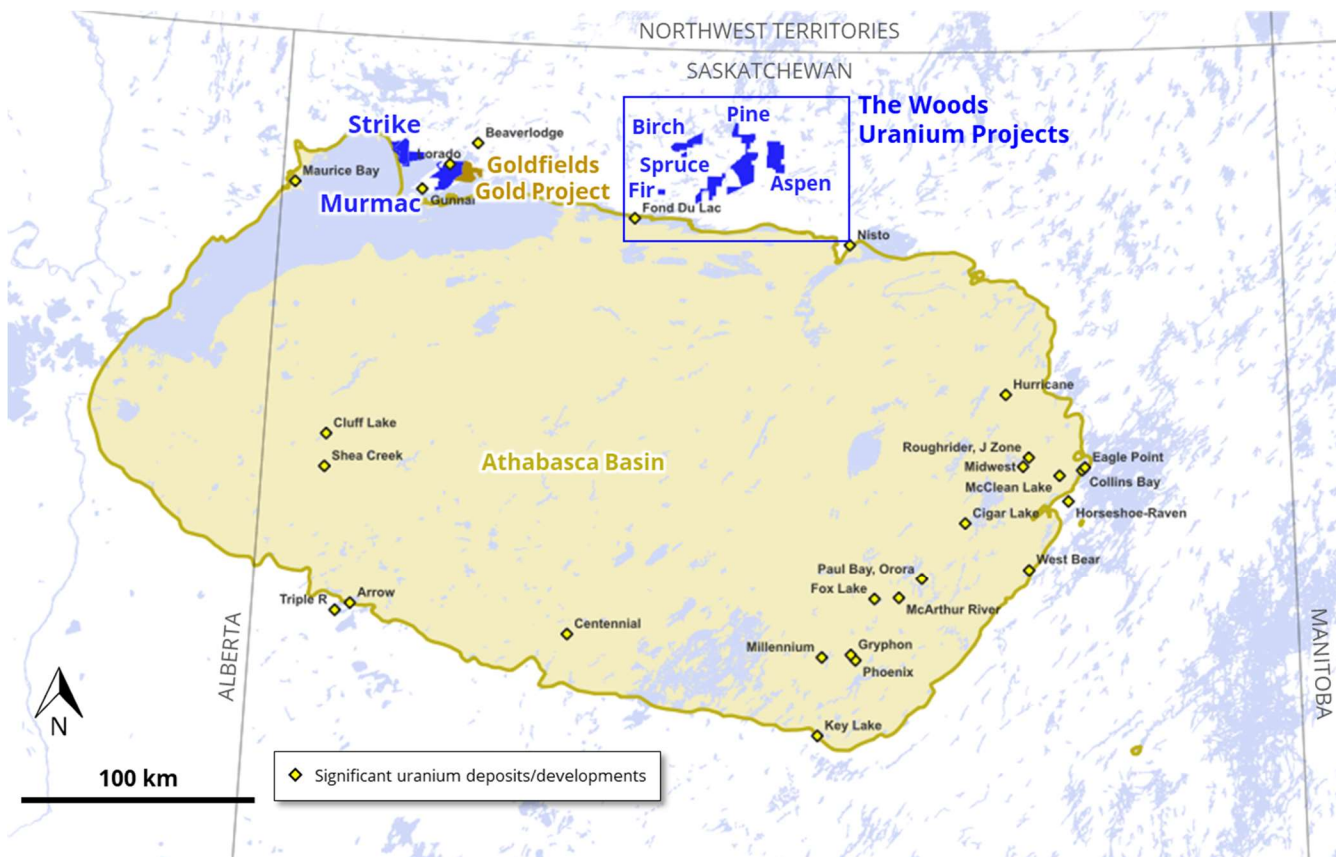 NORTHWEST TERRITORIES
SASKATCHEWAN
The Woods
Uranium Projects
Pine
Birch
Strike
Beaverlodge
Lorado
Goldfields
Gold Project
Maurice Bay
Spruce
Aspen
Fir
Murmac
Gunnar
Fond Du Lac
Nisto
Hurricane
Cluff Lake
Shea Creek
Athabasca Basin
Roughrider, J Zone
Midwest
Eagle Point
McClean Lake
Collins Bay
Cigar Lake
Horseshoe-Raven
West Bear
Paul Bay, Orora
Fox Lake
McArthur River
Triple R
Arrow
Centennial
Millennium
Gryphon
Phoenix
Key Lake
ALBERTA
MANITOBA
N
100 km
Significant uranium deposits/developments